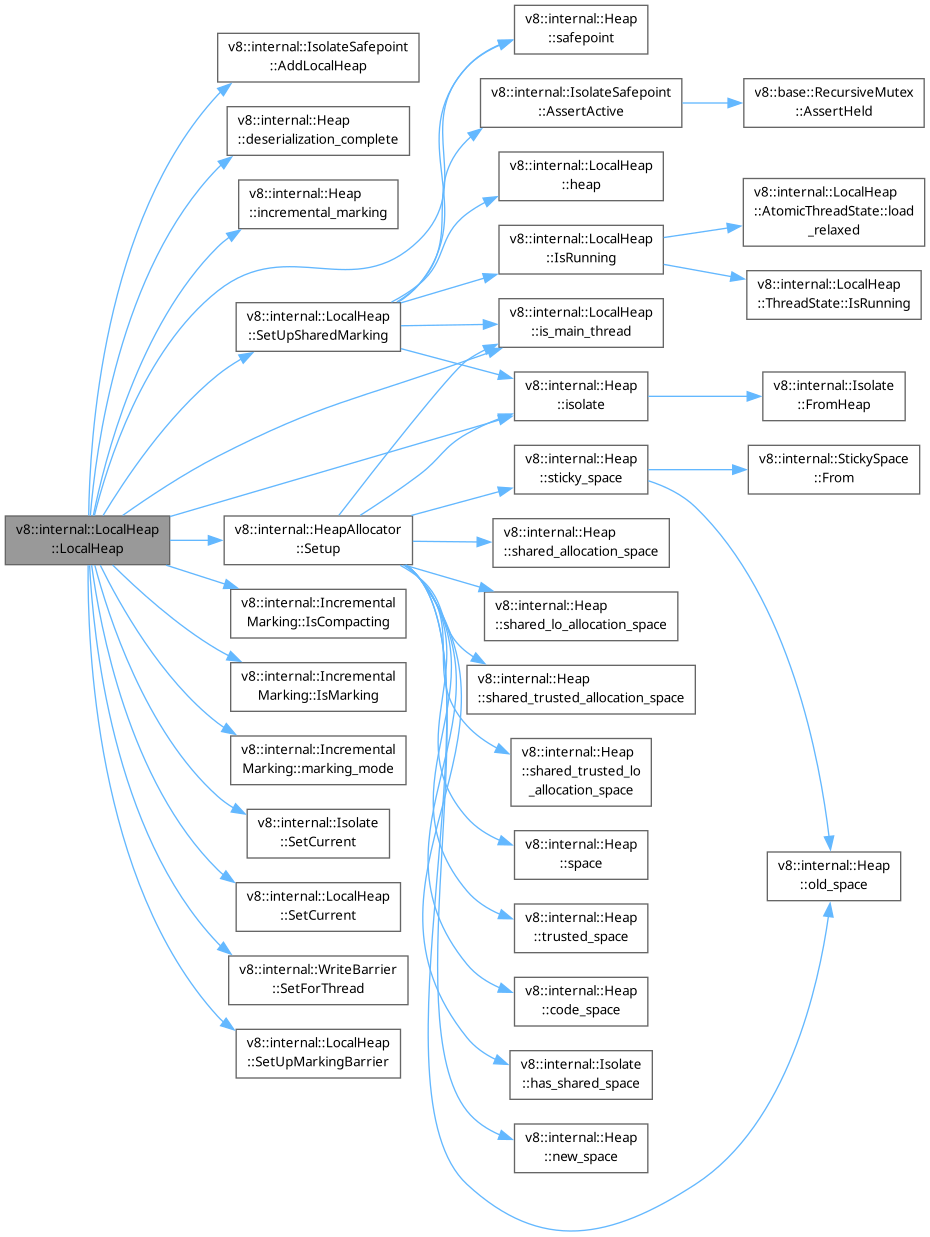 v8::internal::LocalHeap
::LocalHeap
v8::internal::IsolateSafepoint
::AddLocalHeap
v8::internal::Heap
::deserialization_complete
v8::internal::Heap
::incremental_marking
v8::internal::LocalHeap
::SetUpSharedMarking
v8::internal::HeapAllocator
::Setup
v8::internal::Incremental
Marking::IsCompacting
v8::internal::Incremental
Marking::IsMarking
v8::internal::Incremental
Marking::marking_mode
v8::internal::Isolate
::SetCurrent
v8::internal::LocalHeap
::SetCurrent
v8::internal::WriteBarrier
::SetForThread
v8::internal::LocalHeap
::SetUpMarkingBarrier
v8::internal::Heap
::safepoint
v8::internal::IsolateSafepoint
::AssertActive
v8::internal::LocalHeap
::heap
v8::internal::LocalHeap
::IsRunning
v8::internal::LocalHeap
::is_main_thread
v8::internal::Heap
::isolate
v8::internal::Heap
::sticky_space
v8::internal::Heap
::shared_allocation_space
v8::internal::Heap
::shared_lo_allocation_space
v8::internal::Heap
::shared_trusted_allocation_space
v8::internal::Heap
::shared_trusted_lo
_allocation_space
v8::internal::Heap
::space
v8::internal::Heap
::trusted_space
v8::internal::Heap
::code_space
v8::internal::Isolate
::has_shared_space
v8::internal::Heap
::new_space
v8::base::RecursiveMutex
::AssertHeld
v8::internal::LocalHeap
::AtomicThreadState::load
_relaxed
v8::internal::LocalHeap
::ThreadState::IsRunning
v8::internal::Isolate
::FromHeap
v8::internal::StickySpace
::From
v8::internal::Heap
::old_space